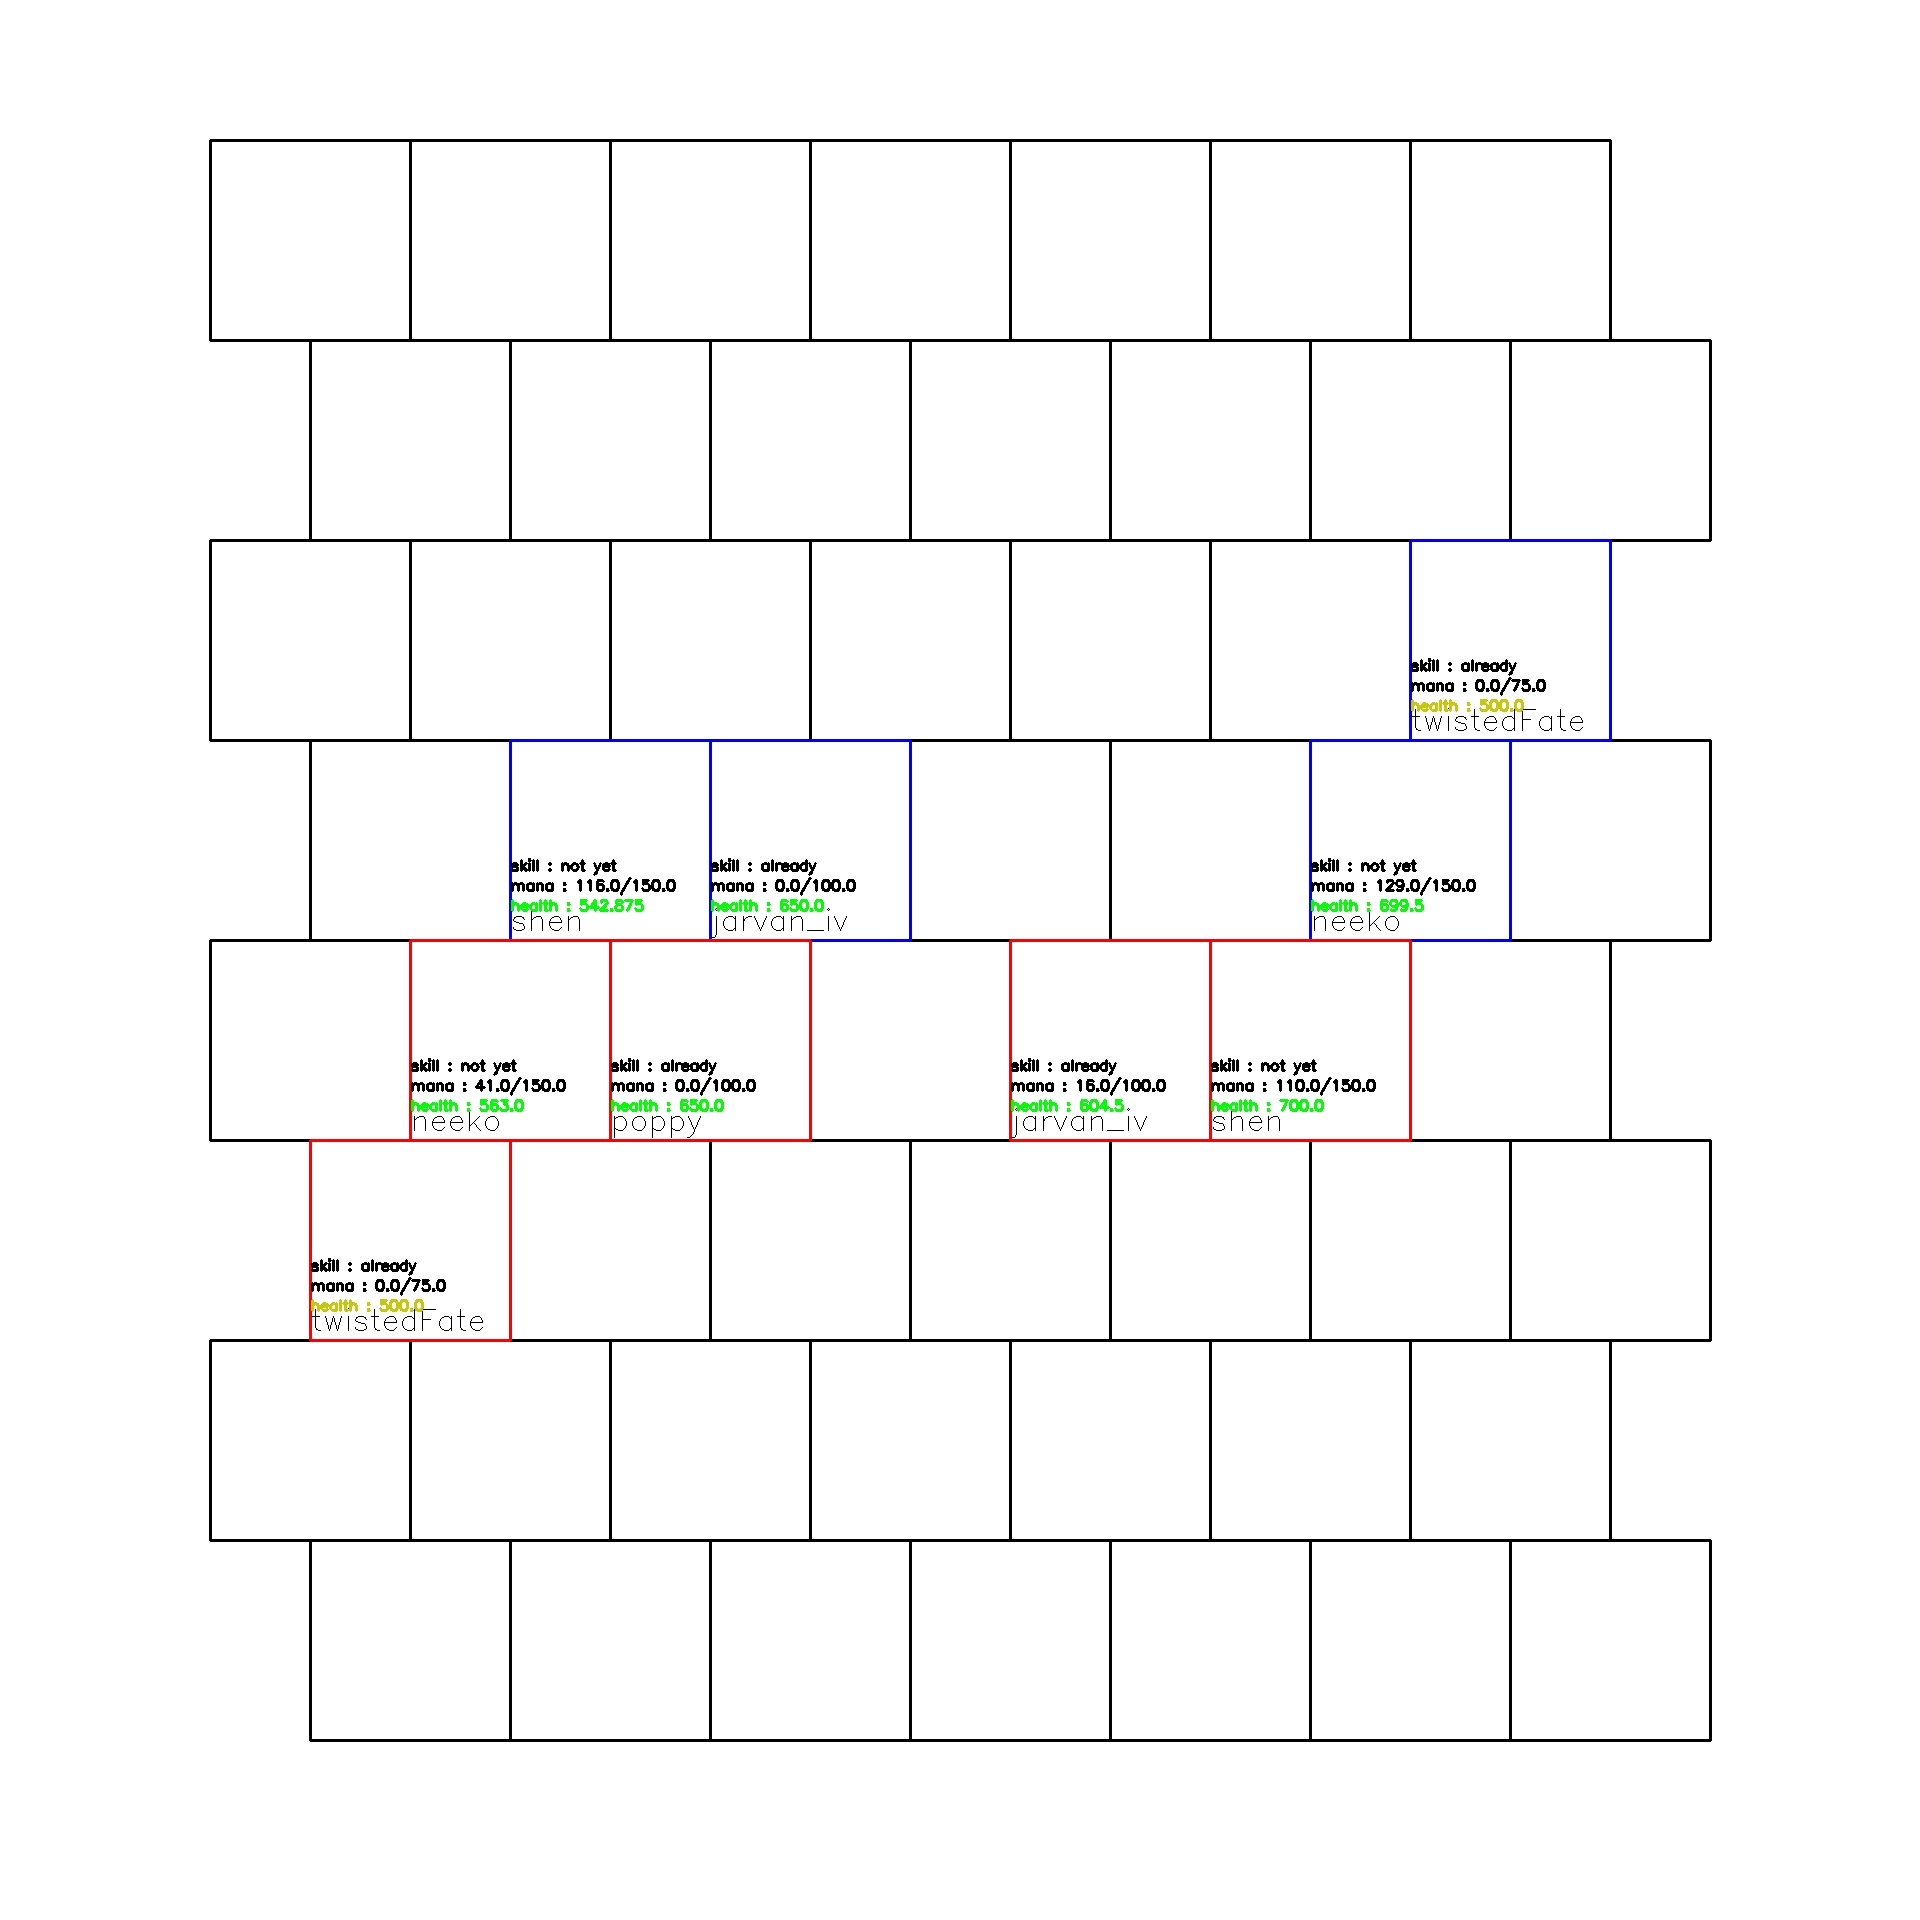 skill : already
mana : 0.0/75.0
health : 500.0
twistedFate
skill : not yet
mana : 116.0/150.0
health : 542.875
shen
skill : already
mana : 0.0/100.0
health : 650.0
jarvan_iv
skill : not yet
mana : 129.0/150.0
health : 699.5
neeko
skill : not yet
mana : 41.0/150.0
health : 563.0
neeko
skill : already
mana : 0.0/100.0
health : 650.0
poppy
skill : already
mana : 16.0/100.0
health : 604.5
jarvan_iv
skill : not yet
mana : 110.0/150.0
health : 700.0
shen
skill : already
mana : 0.0/75.0
health : 500.0
twistedFate